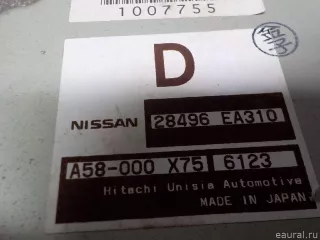 1007755
D
NISSAN 28496 EA310
A58-000 X75 6123
Hitachi Unisia Automotive
MADE IN JAPAN
eaural.ru